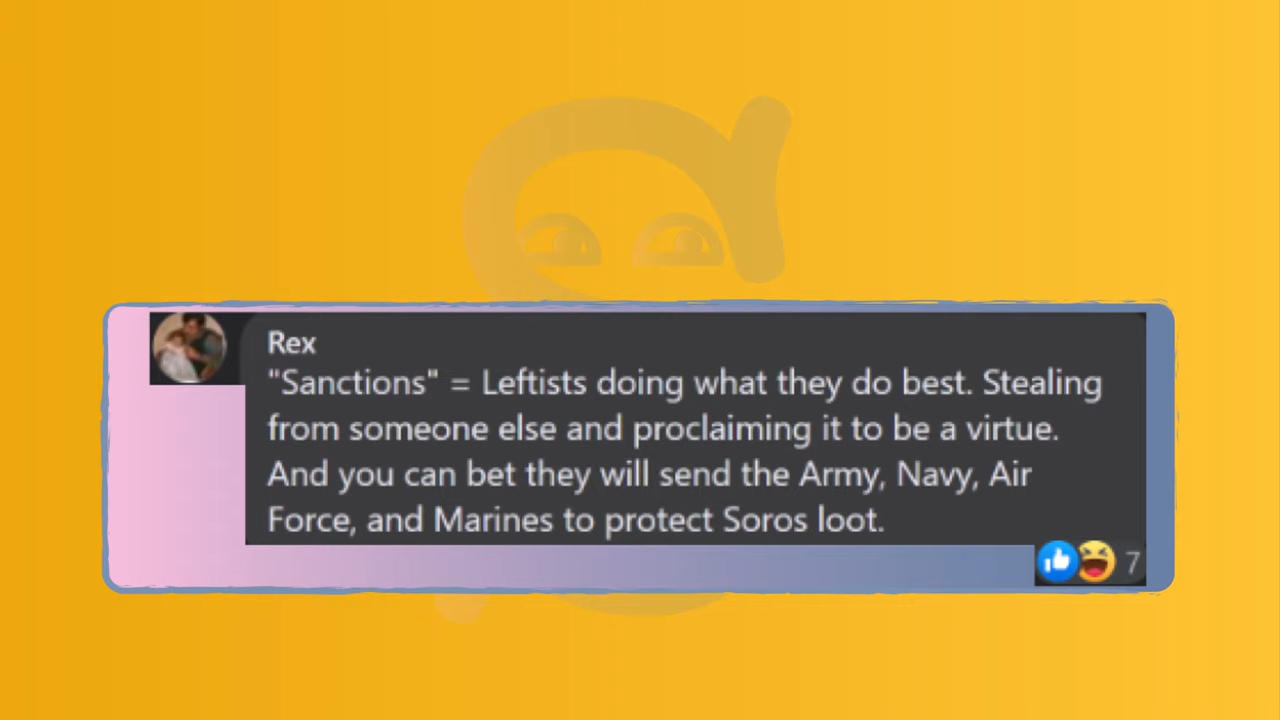 Rex
"Sanctions" = Leftists doing what they do best. Stealing
from someone else and proclaiming it to be a virtue.
And you can bet they will send the Army, Navy, Air
Force, and Marines to protect Soros loot.
7